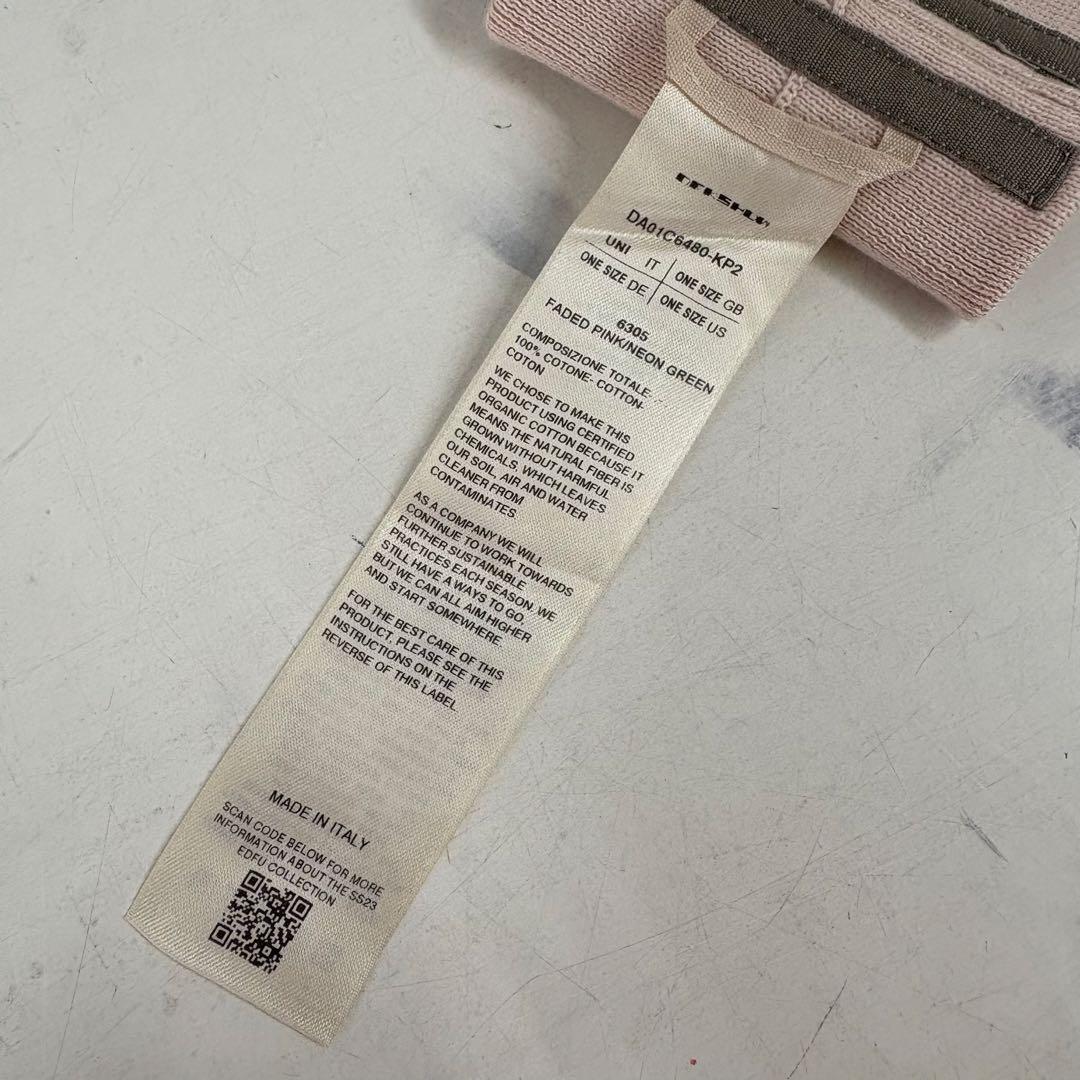 DRKSHDW
DA01C6480-KP2
UNI IT ONE SIZE GB
ONE SIZE DE ONE SIZE US
6305
FADED PINK/NEON GREEN
COMPOSIZIONE TOTALE-
100% COTONE- COTTON-
COTON
WE CHOSE TO MAKE THIS
PRODUCT USING CERTIFIED
ORGANIC COTTON BECAUSE IT
MEANS THE NATURAL FIBER IS
GROWN WITHOUT HARMFUL
CHEMICALS, WHICH LEAVES
OUR SOIL, AIR AND WATER
CLEANER FROM
CONTAMINATES
AS A COMPANY WE WILL
CONTINUE TO WORK TOWARDS
FURTHER SUSTAINABLE
PRACTICES EACH SEASON, WE
STILL HAVE A WAYS TO GO,
BUT WE CAN ALL AIM HIGHER
AND START SOMEWHERE.
FOR THE BEST CARE OF THIS
PRODUCT, PLEASE SEE THE
INSTRUCTIONS ON THE
REVERSE OF THIS LABEL
MADE IN ITALY
SCAN CODE BELOW FOR MORE
INFORMATION ABOUT THE SS23
EDFU COLLECTION